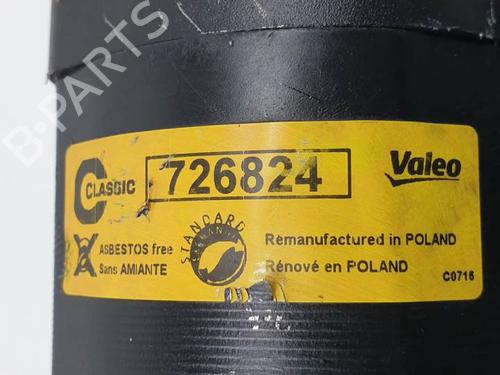 C CLASSIC
726824
Valeo
ASBESTOS free
Sans AMIANTE
STANDARD
Remanufactured in POLAND
Rénové en POLAND
C0716
B-PARTS